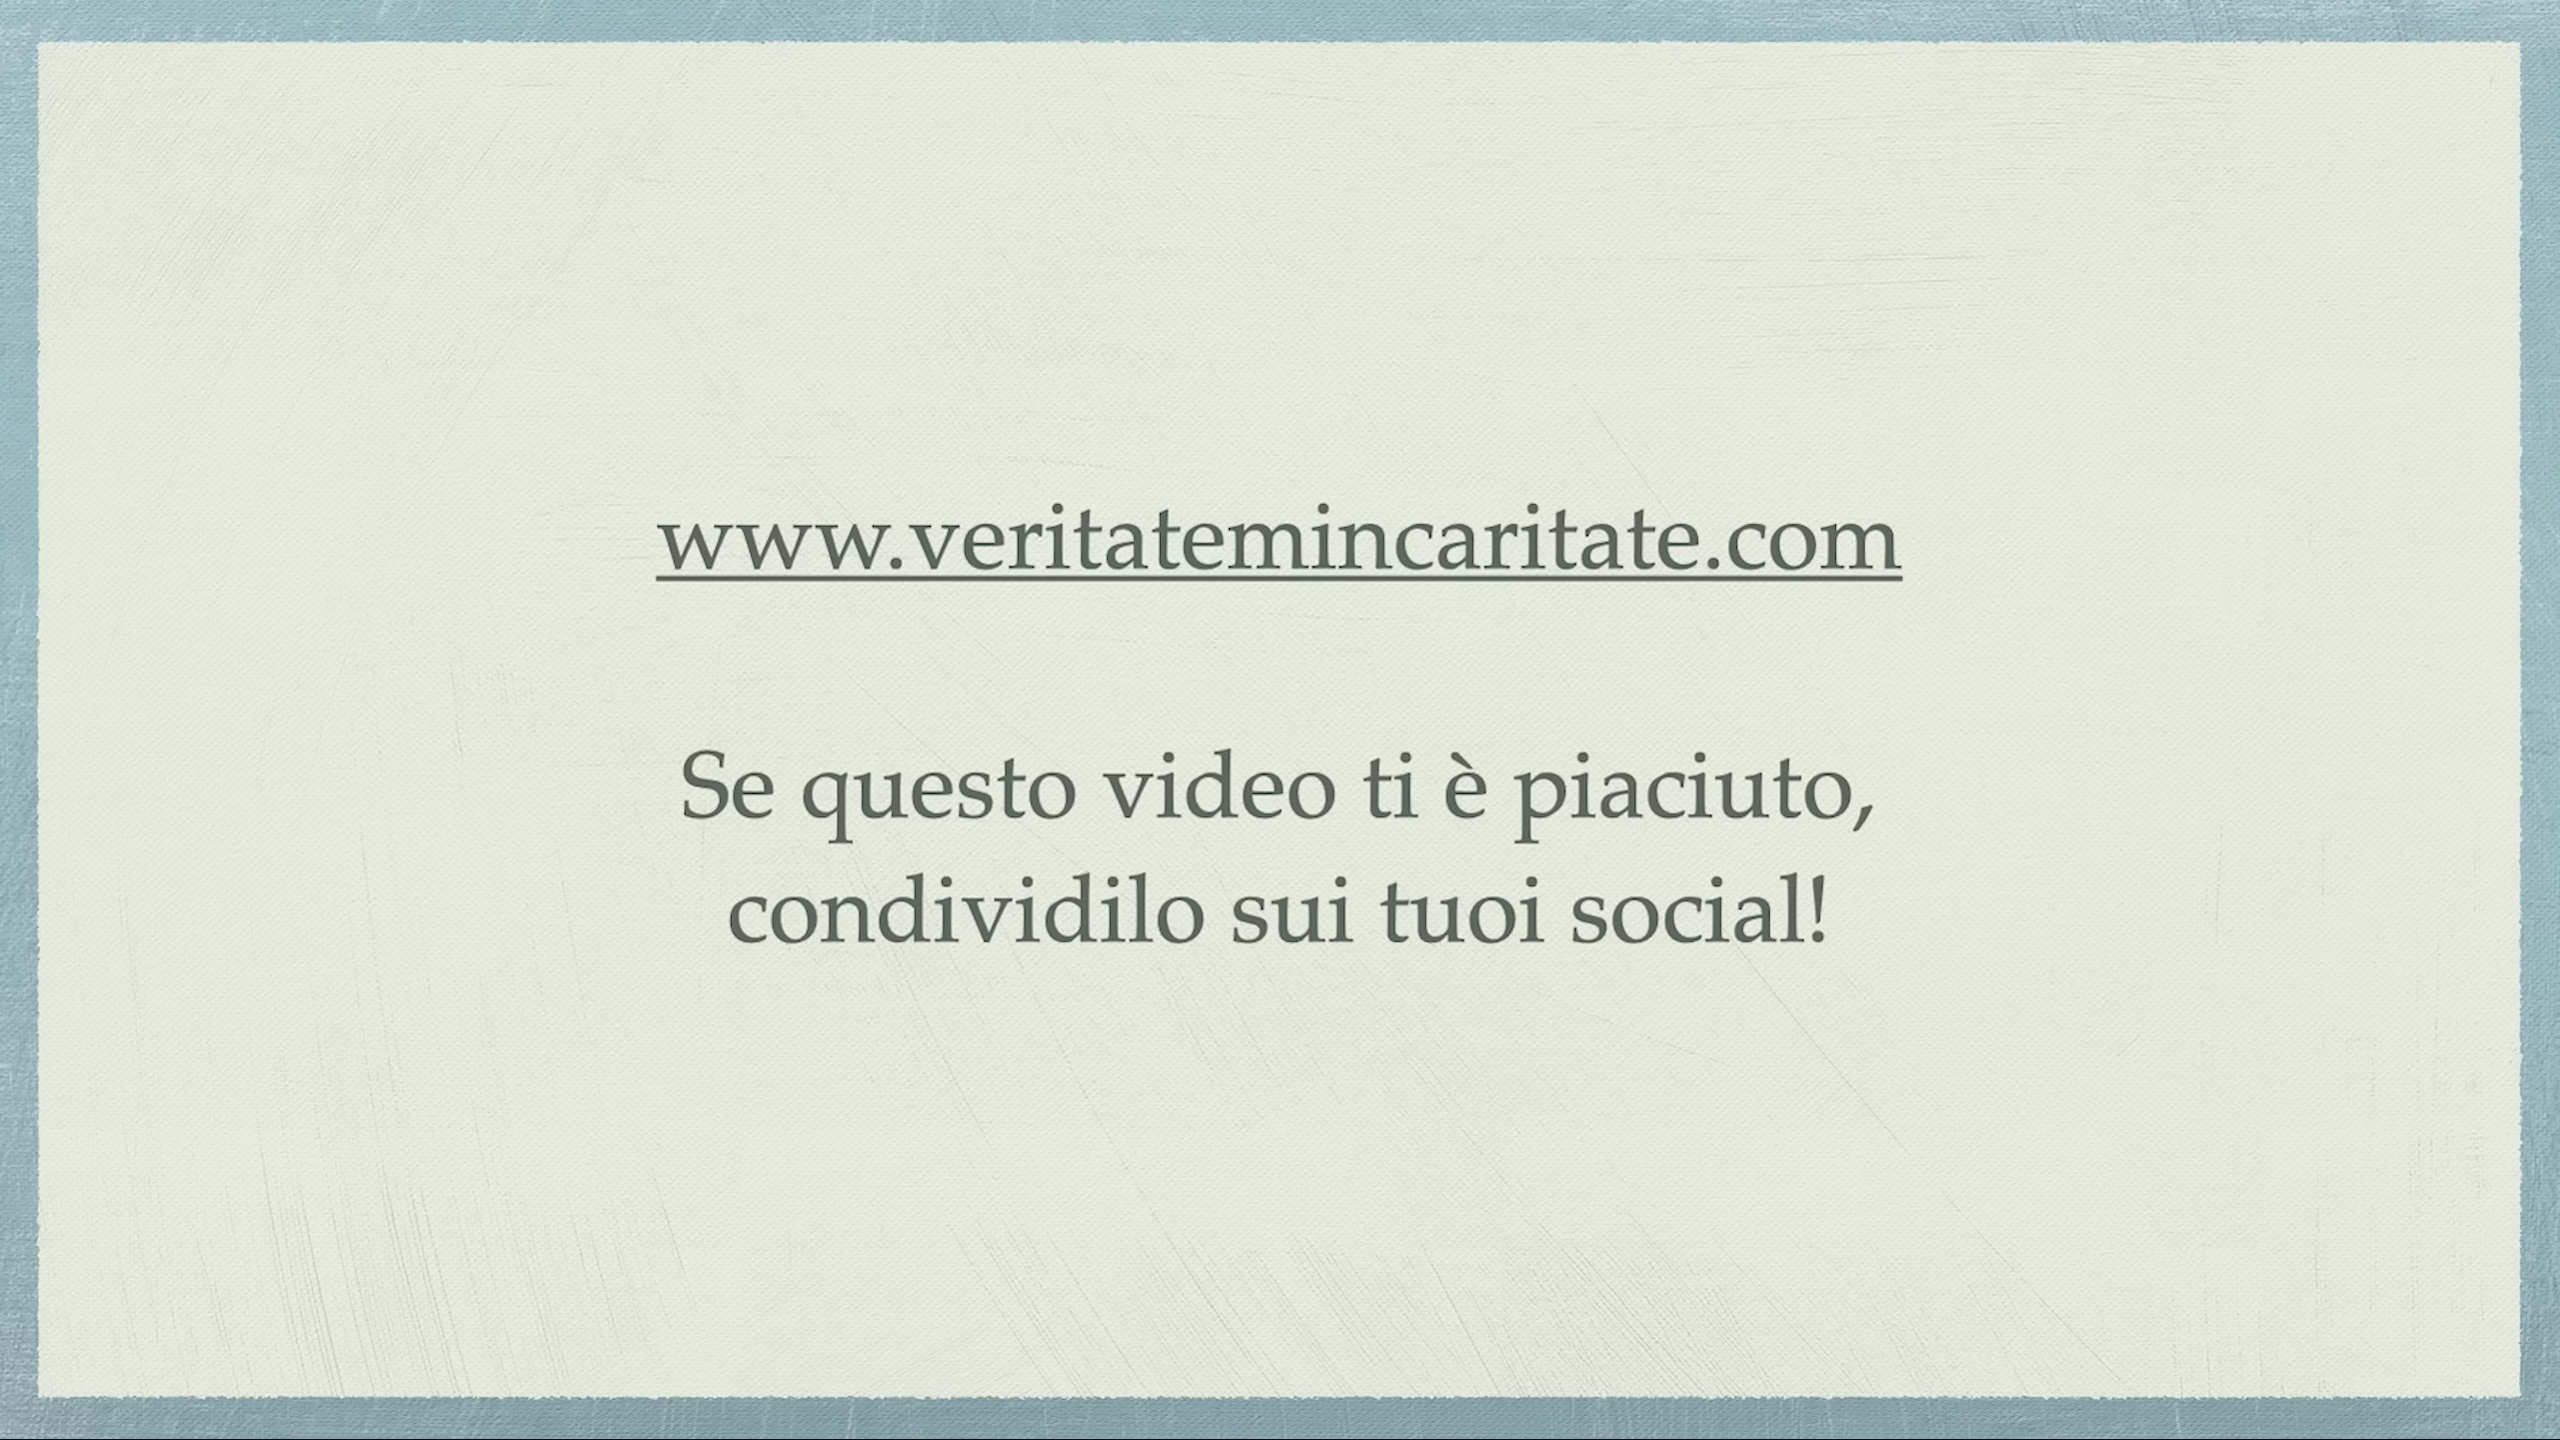 www.veritatemincaritate.com
Se questo video ti è piaciuto,
condividilo sui tuoi social!